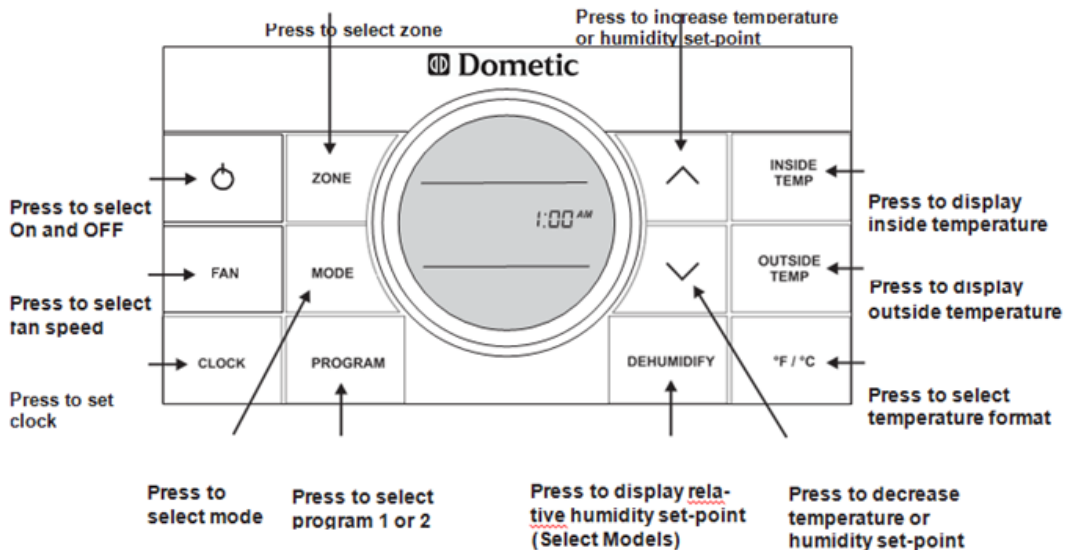 Press to increase temperature
or humidity set-point
Press to select zone
Dometic
ZONE
INSIDE
TEMP
1:00 AM
Press to select
On and OFF
Press to display
inside temperature
FAN
MODE
OUTSIDE
TEMP
Press to select
fan speed
Press to display
outside temperature
CLOCK
PROGRAM
DEHUMIDIFY
°F / °C
Press to set
clock
Press to select
temperature format
Press to
select mode
Press to select
program 1 or 2
Press to display rela-
tive humidity set-point
(Select Models)
Press to decrease
temperature or
humidity set-point